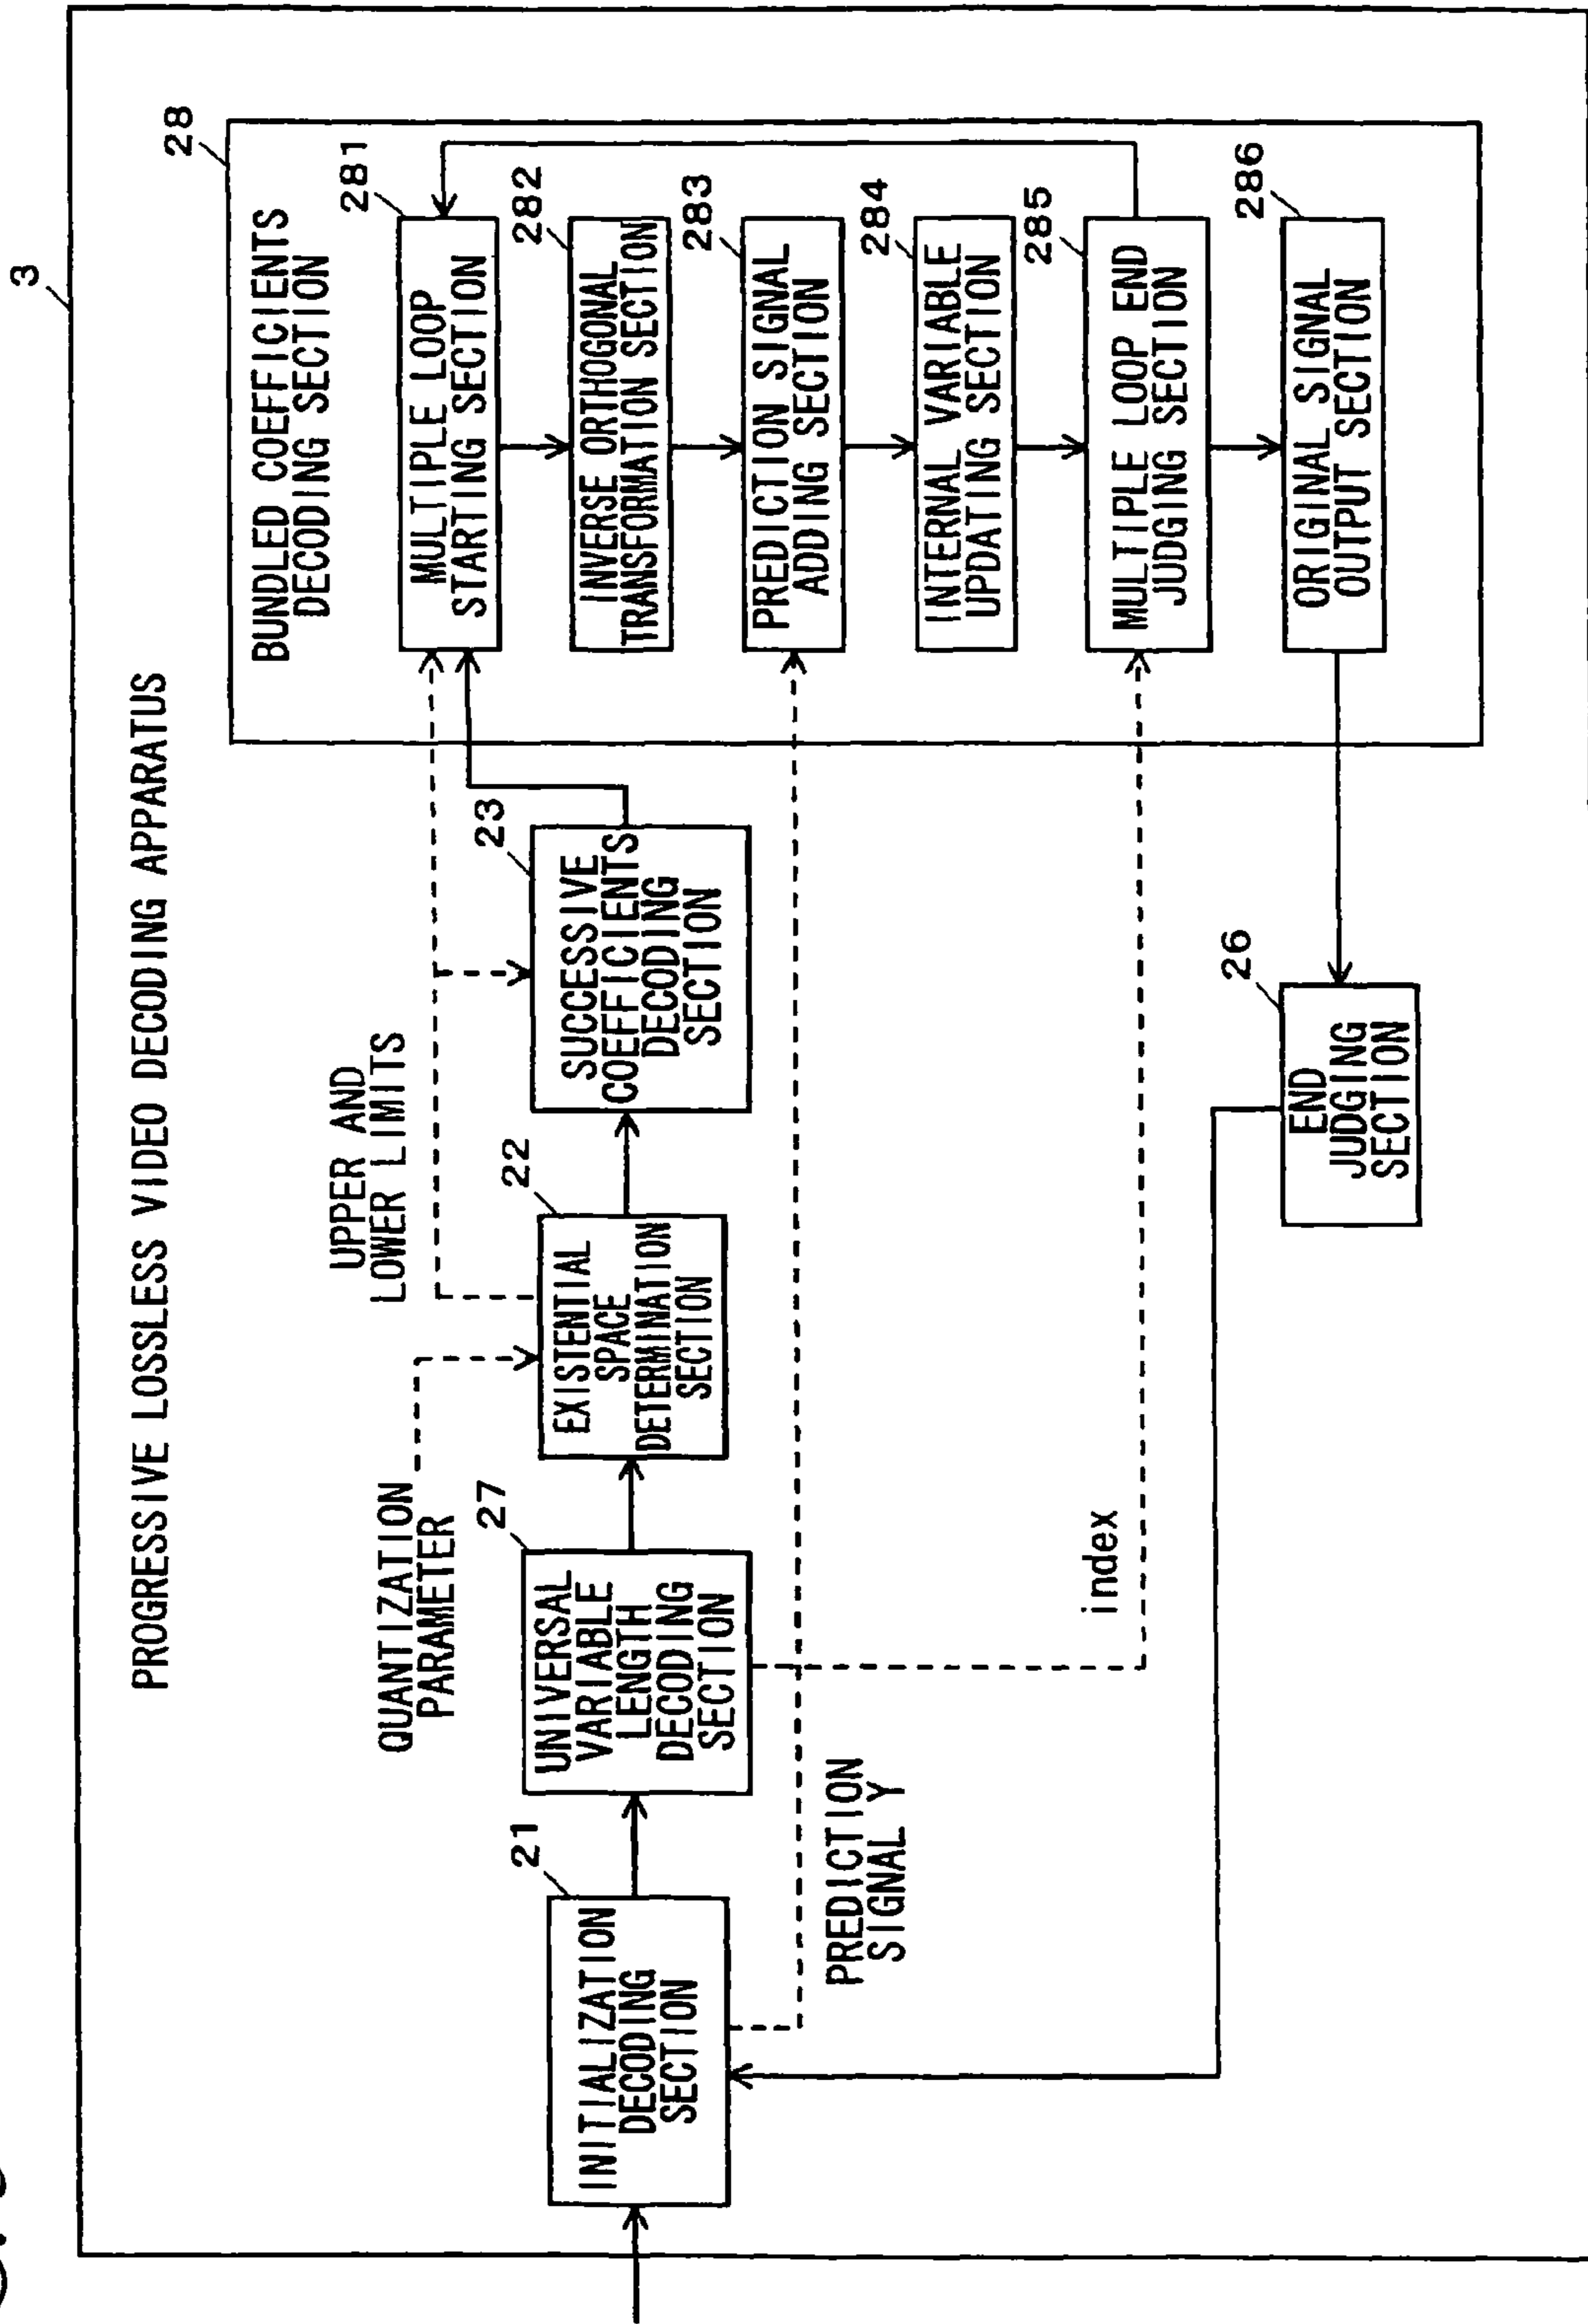 3
PROGRESSIVE LOSSLESS VIDEO DECODING APPARATUS
28
BUNDLED COEFFICIENTS
DECODING SECTION
281
MULTIPLE LOOP
STARTING SECTION
282
INVERSE ORTHOGONAL
TRANSFORMATION SECTION
283
PREDICTION SIGNAL
ADDING SECTION
284
INTERNAL VARIABLE
UPDATING SECTION
285
MULTIPLE LOOP END
JUDGING SECTION
286
ORIGINAL SIGNAL
OUTPUT SECTION
UPPER AND
LOWER LIMITS
QUANTIZATION
PARAMETER
21
INITIALIZATION
DECODING
SECTION
27
UNIVERSAL
VARIABLE
LENGTH
DECODING
SECTION
22
EXISTENTIAL
SPACE
DETERMINATION
SECTION
23
SUCCESSIVE
COEFFICIENTS
DECODING
SECTION
PREDICTION
SIGNAL Y
index
26
END
JUDGING
SECTION